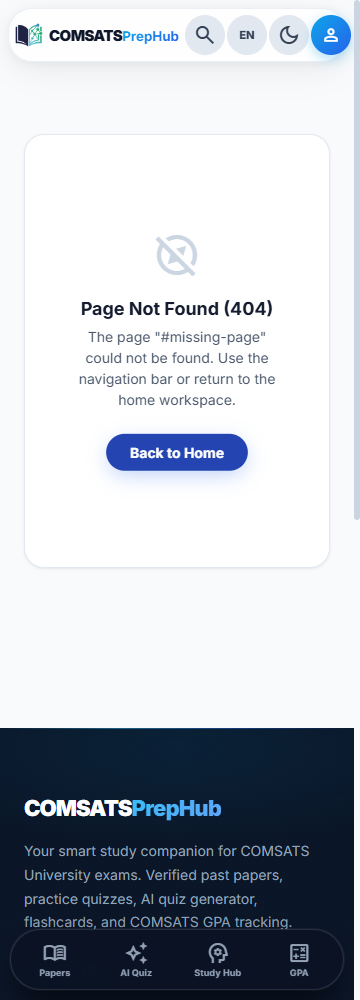 COMSATSPrepHub
EN
Page Not Found (404)
The page "#missing-page"
could not be found. Use the
navigation bar or return to the
home workspace.
Back to Home
COMSATSPrepHub
Your smart study companion for COMSATS
University exams. Verified past papers,
practice quizzes, AI quiz generator,
flashcards, and COMSATS GPA tracking.
Papers
AI Quiz
Study Hub
GPA